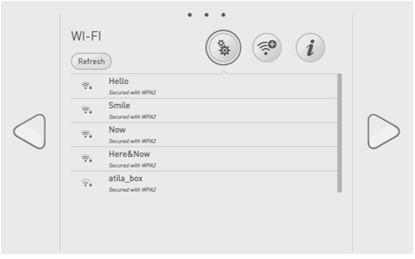 WI-FI
Refresh
Hello
Secured with WPA2
Smile
Secured with WPA2
Now
Secured with WPA2
Here&Now
Secured with WPA2
atila_box
Secured with WPA2